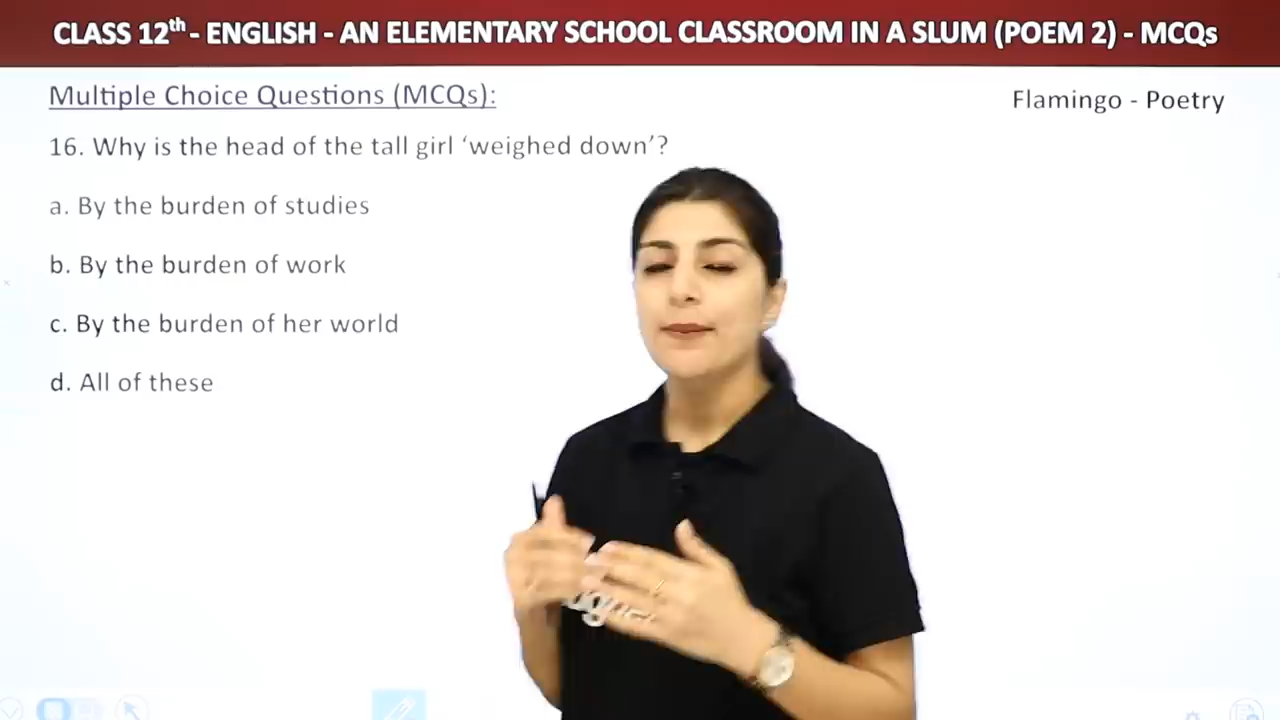 CLASS 12th - ENGLISH - AN ELEMENTARY SCHOOL CLASSROOM IN A SLUM (POEM 2) - MCQs
Multiple Choice Questions (MCQs):
Flamingo - Poetry
16. Why is the head of the tall girl ‘weighed down’?
a. By the burden of studies
b. By the burden of work
c. By the burden of her world
d. All of these